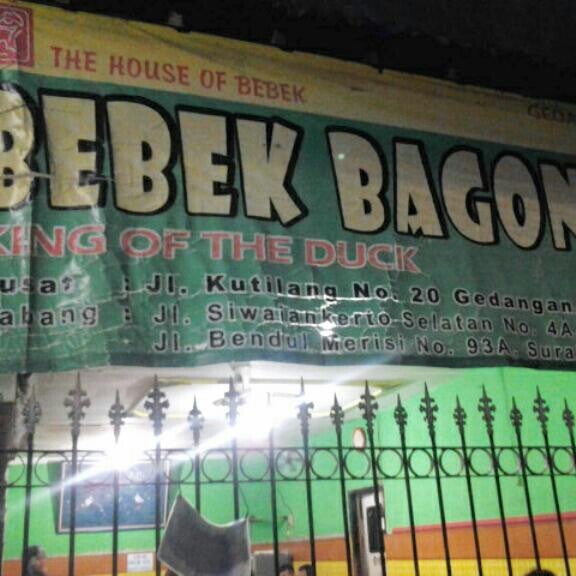 THE HOUSE OF BEBEK
GEDA
BEBEK BAGON
KING OF THE DUCK
usat : Jl. Kutilang No. 20 Gedangan
abang : Jl. Siwalankerto Selatan No. 4A
Jl. Bendul Merisi No. 93A. Sura